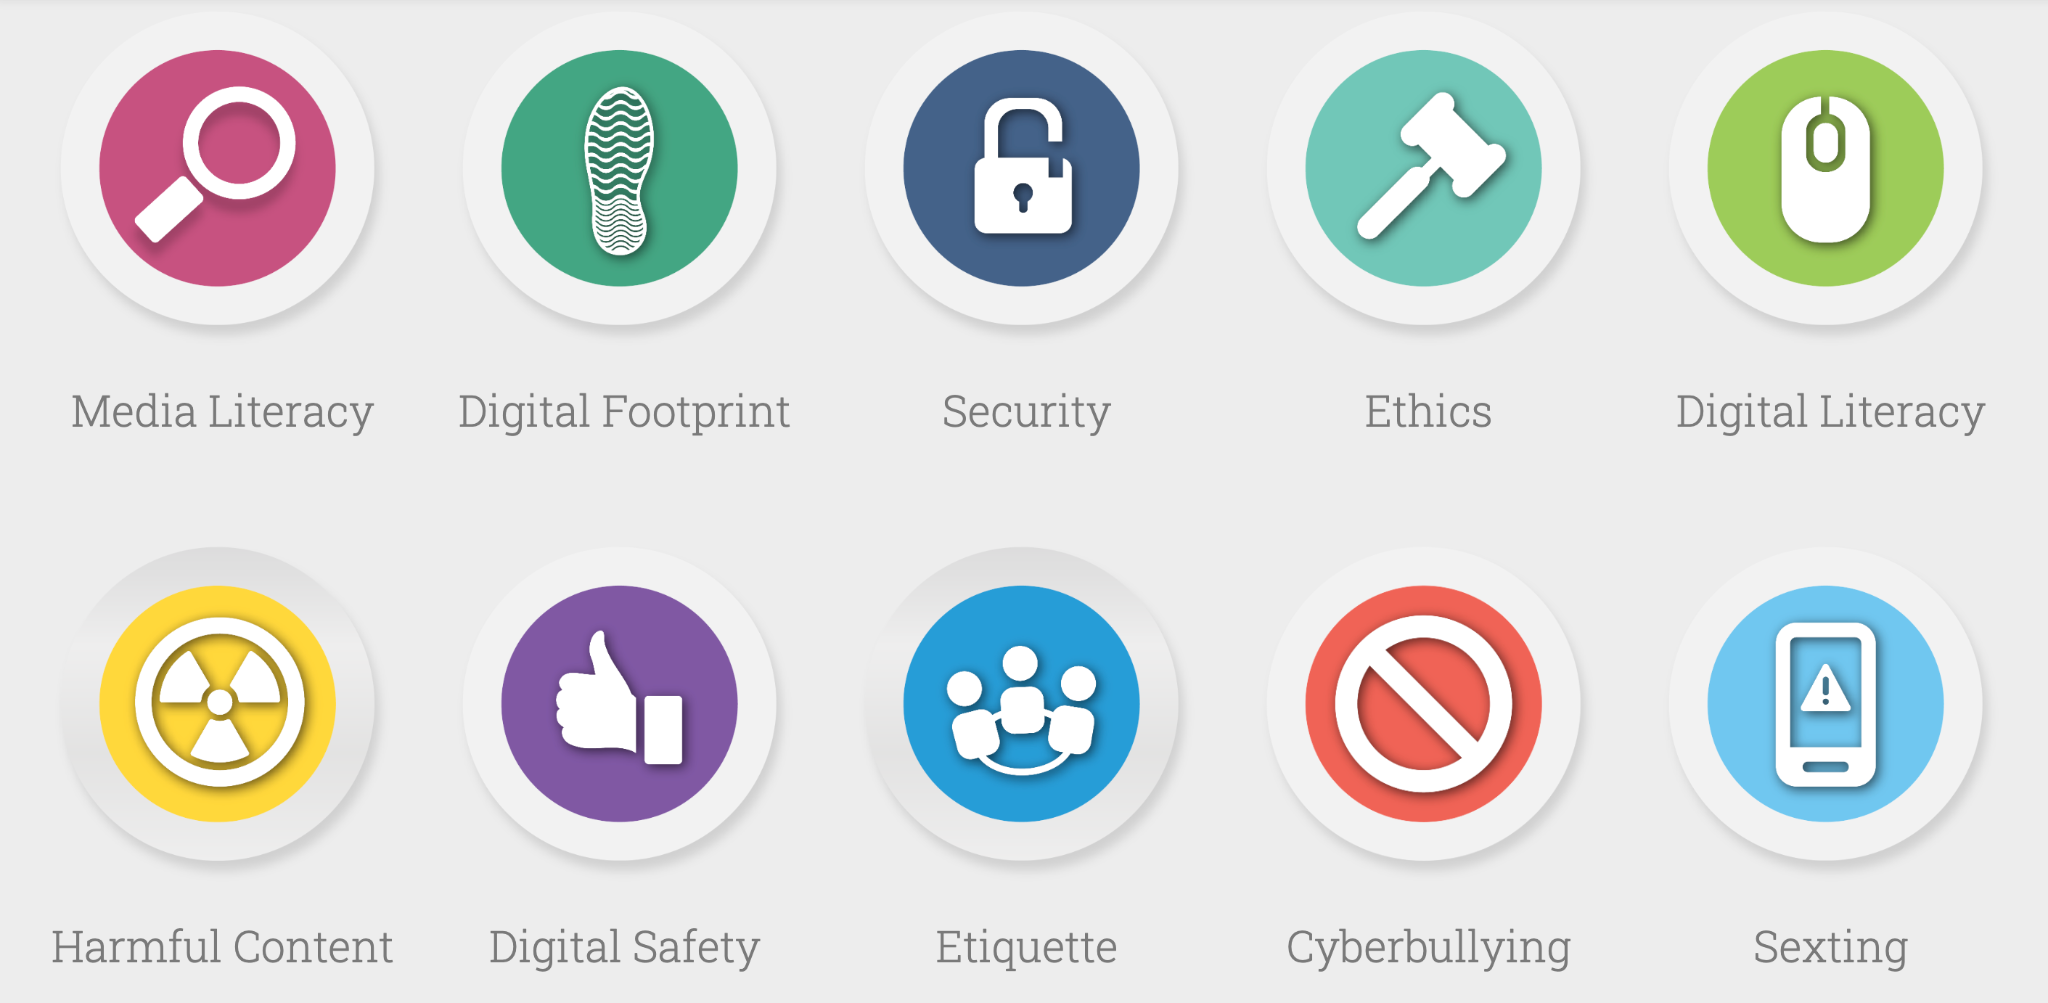 Media Literacy
Digital Footprint
Security
Ethics
Digital Literacy
Harmful Content
Digital Safety
Etiquette
Cyberbullying
Sexting